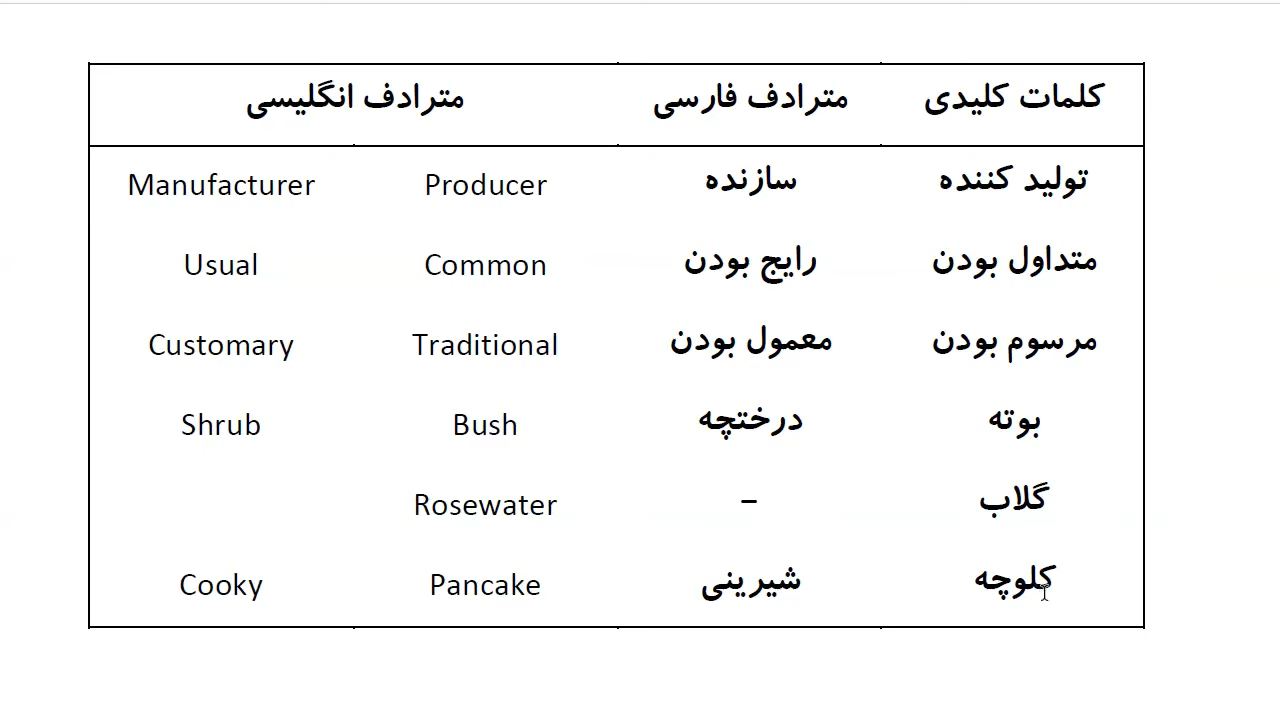 کلمات کلیدی مترادف فارسی مترادف انگلیسی
تولید کننده سازنده Producer Manufacturer
متداول بودن رایج بودن Common Usual
مرسوم بودن معمول بودن Traditional Customary
بوته درختچه Bush Shrub
گلاب – Rosewater
کلوچه شیرینی Pancake Cooky